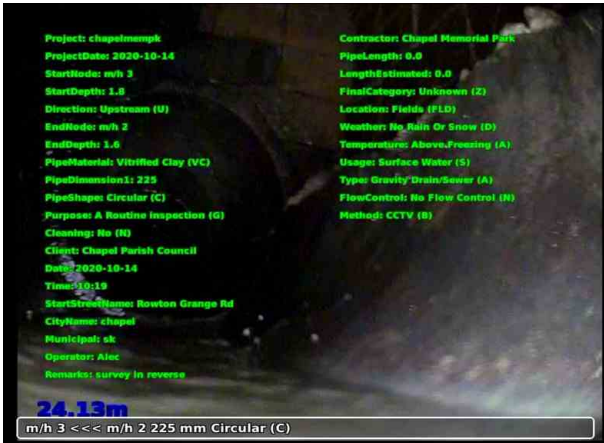 Project: chapelmempk
ProjectDate: 2020-10-14
StartNode: m/h 3
StartDepth: 1.8
Direction: Upstream (U)
EndNode: m/h 2
EndDepth: 1.6
PipeMaterial: Vitrified Clay (VC)
PipeDimension1: 225
PipeShape: Circular (C)
Purpose: A Routine Inspection (G)
Cleaning: No (N)
Client: Chapel Parish Council
Date: 2020-10-14
Time: 10:19
StartStreetName: Rowton Grange Rd
CityName: chapel
Municipal: sk
Operator: Alec
Remarks: survey in reverse
Contractor: Chapel Memorial Park
PipeLength: 0.0
LengthEstimated: 0.0
FinalCategory: Unknown (Z)
Location: Fields (FLD)
Weather: No Rain Or Snow (D)
Temperature: Above Freezing (A)
Usage: Surface Water (S)
Type: Gravity Drain/Sewer (A)
FlowControl: No Flow Control (N)
Method: CCTV (B)
24.13m
m/h 3 <<< m/h 2 225 mm Circular (C)